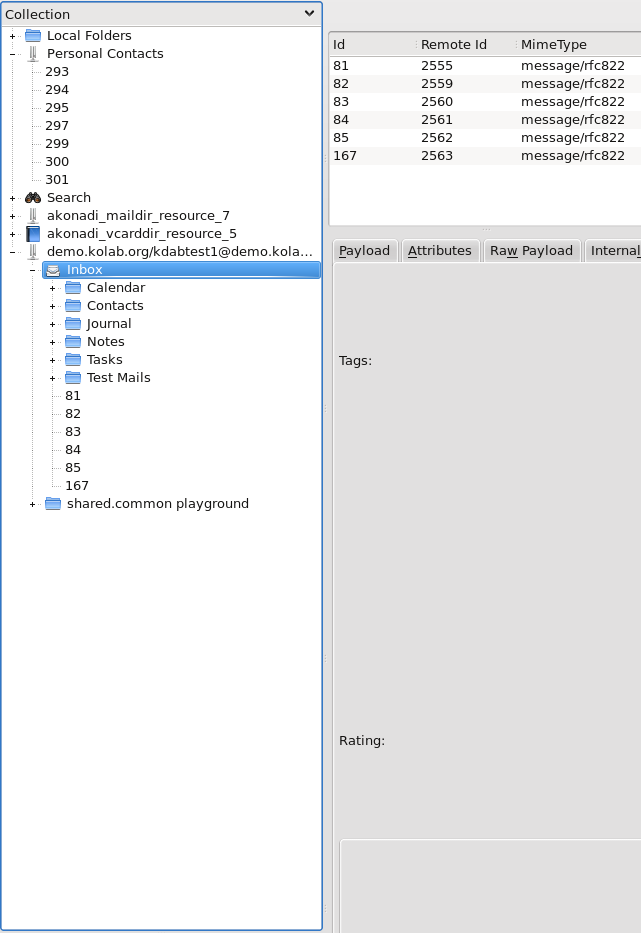 Collection
Local Folders
Personal Contacts
293
294
295
297
299
300
301
Search
akonadi_maildir_resource_7
akonadi_vcarddir_resource_5
demo.kolab.org/kdabtest1@demo.kola...
Inbox
Calendar
Contacts
Journal
Notes
Tasks
Test Mails
81
82
83
84
85
167
shared.common playground
Id Remote Id MimeType
81 2555 message/rfc822
82 2559 message/rfc822
83 2560 message/rfc822
84 2561 message/rfc822
85 2562 message/rfc822
167 2563 message/rfc822
Payload Attributes Raw Payload Internal
Tags:
Rating: